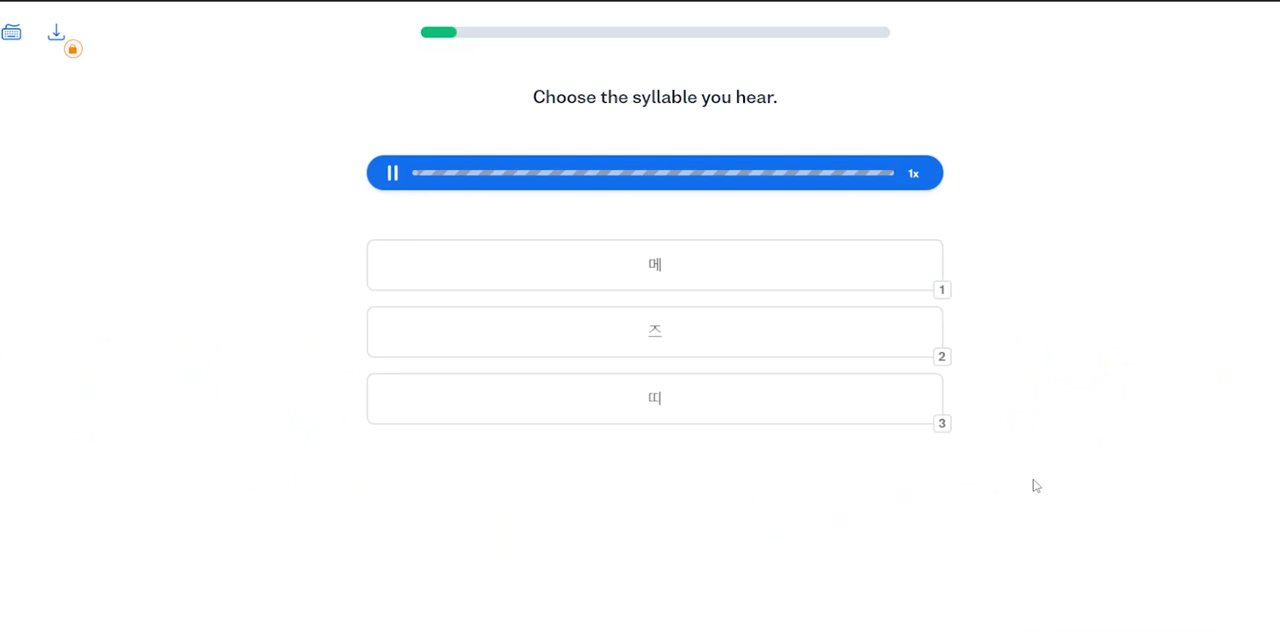 Choose the syllable you hear.
1x
메
1
즈
2
띠
3